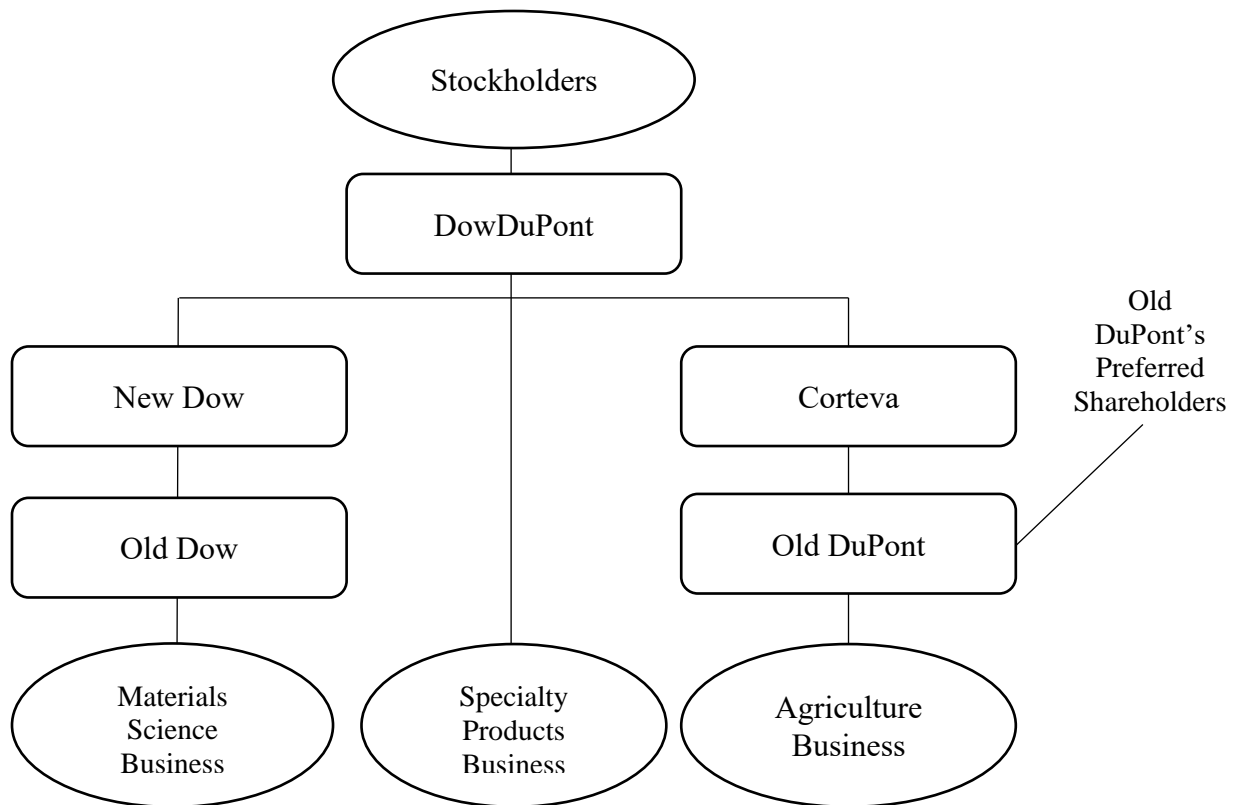 Stockholders
DowDuPont
Old
DuPont’s
Preferred
Shareholders
New Dow
Corteva
Old Dow
Old DuPont
Materials
Science
Business
Specialty
Products
Business
Agriculture
Business